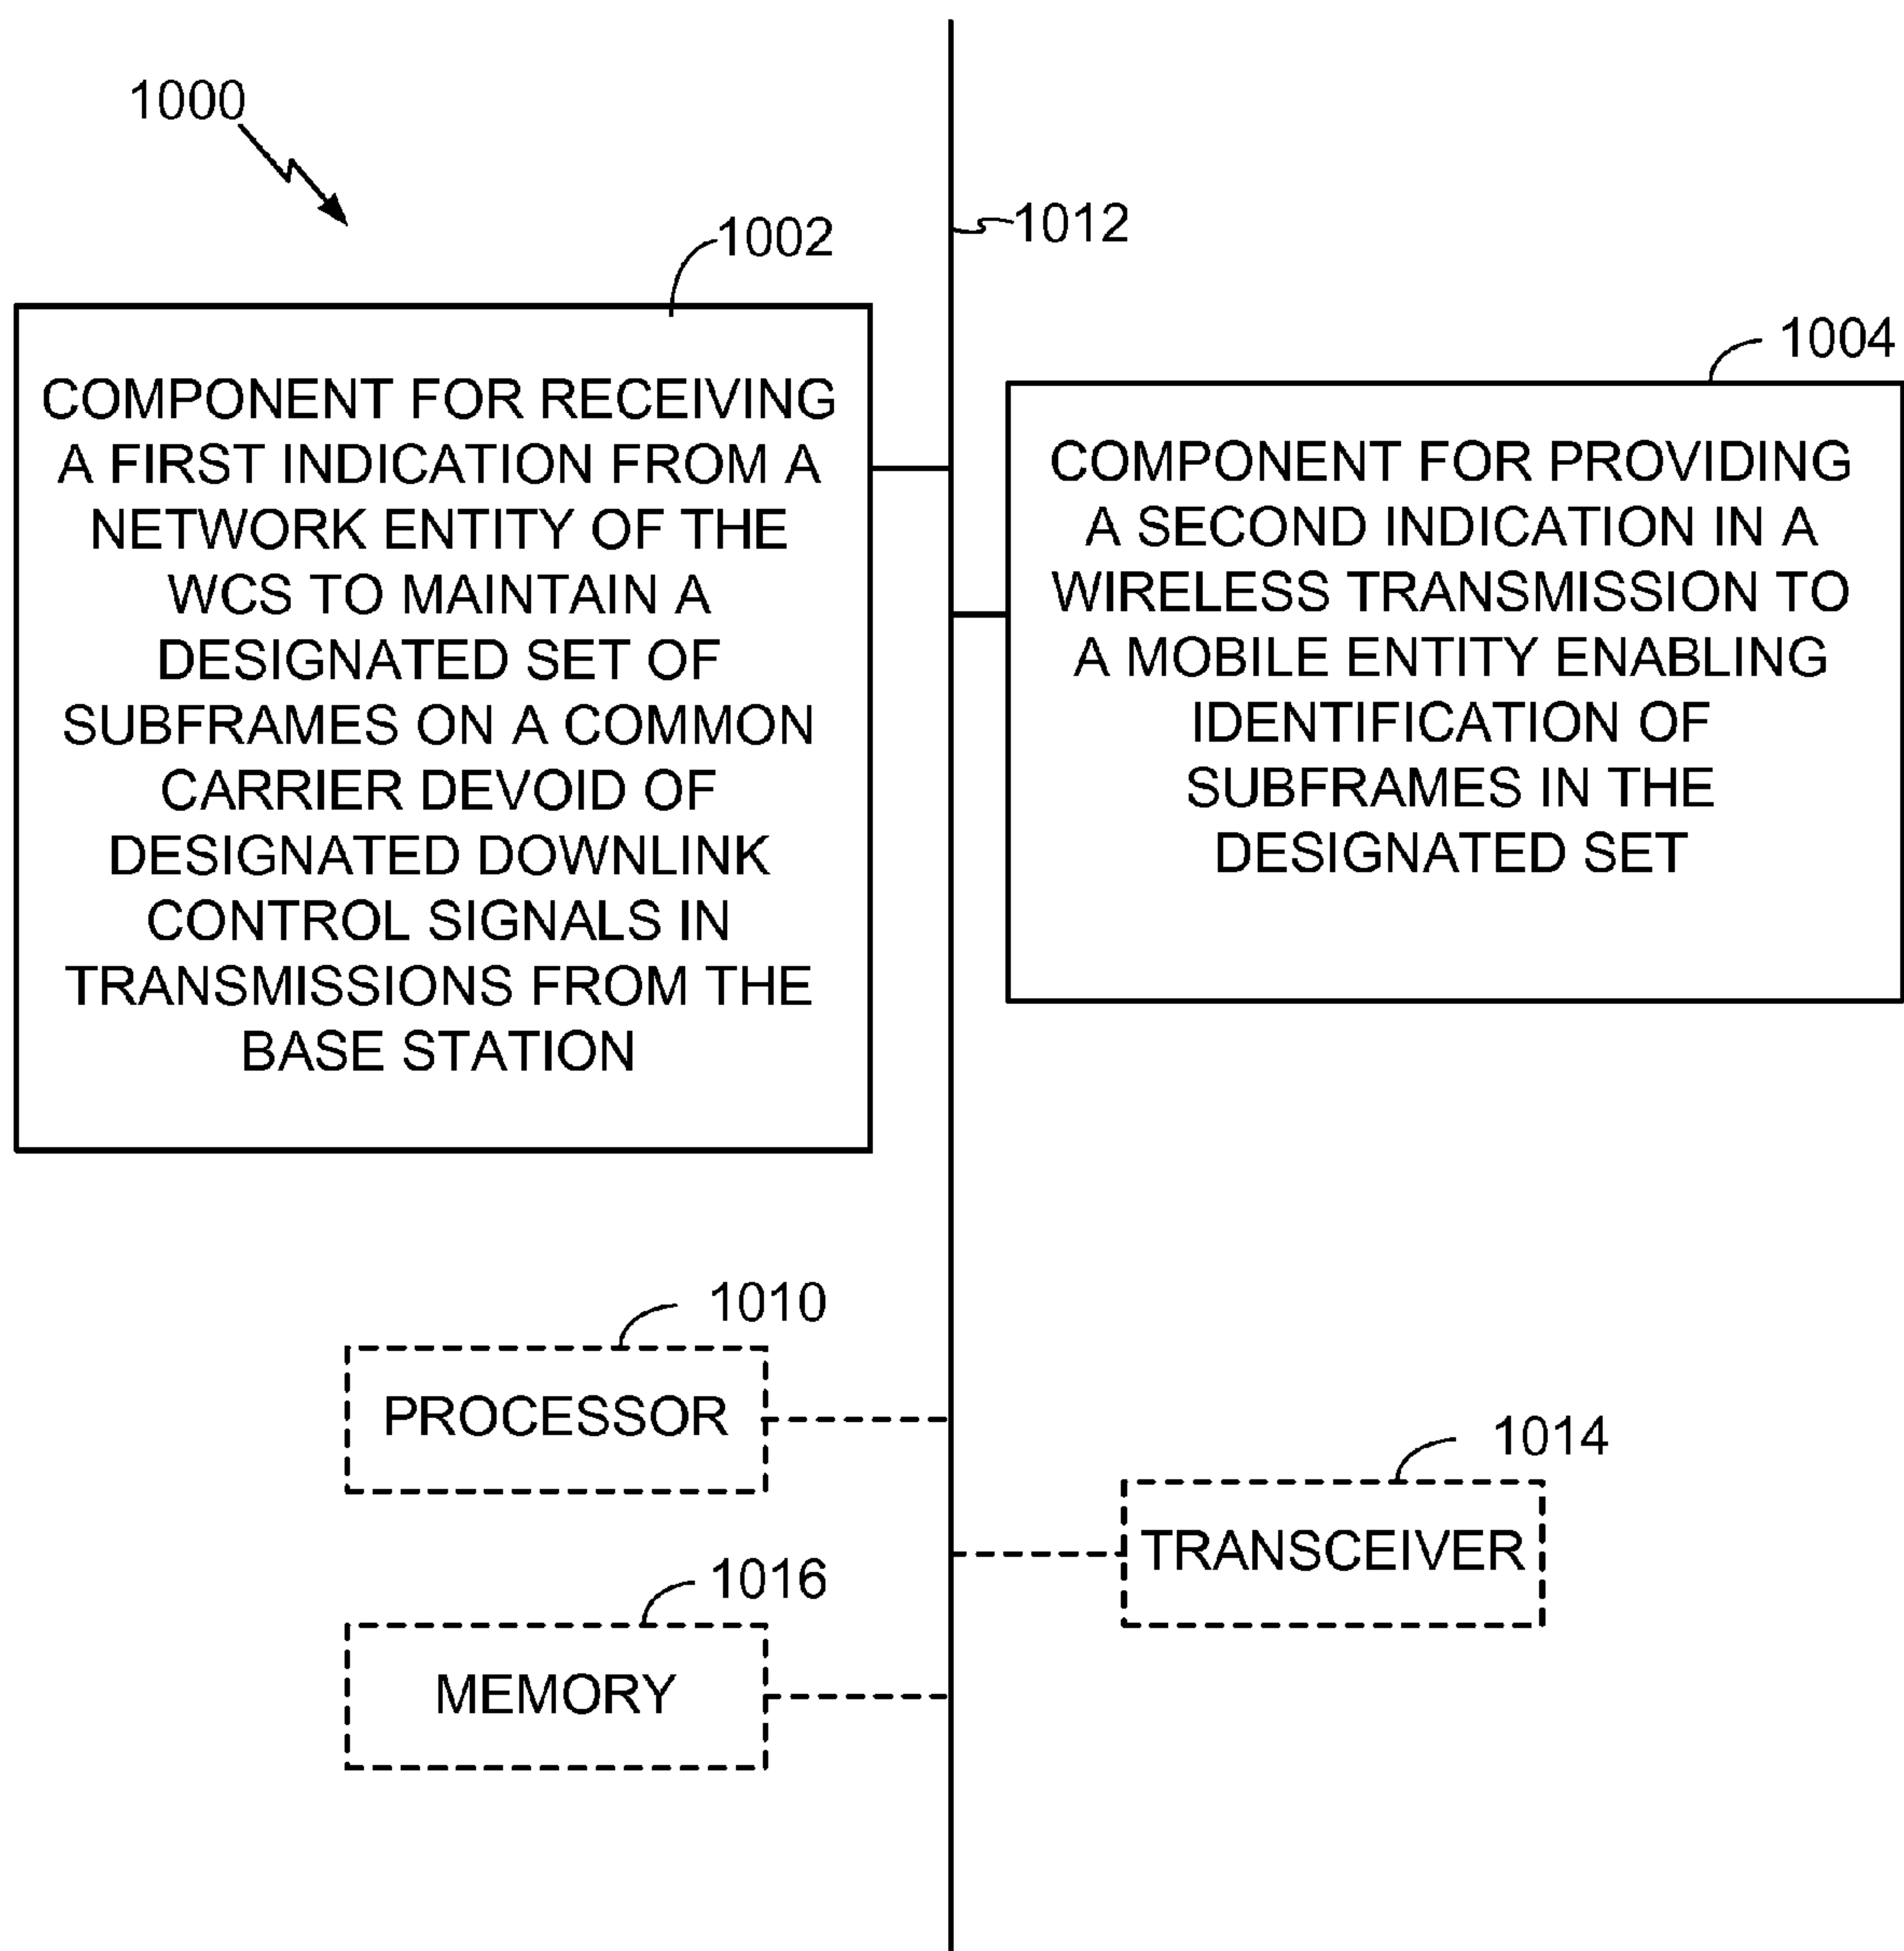 1000
1002
1012
1004
COMPONENT FOR RECEIVING
A FIRST INDICATION FROM A
NETWORK ENTITY OF THE
WCS TO MAINTAIN A
DESIGNATED SET OF
SUBFRAMES ON A COMMON
CARRIER DEVOID OF
DESIGNATED DOWNLINK
CONTROL SIGNALS IN
TRANSMISSIONS FROM THE
BASE STATION
COMPONENT FOR PROVIDING
A SECOND INDICATION IN A
WIRELESS TRANSMISSION TO
A MOBILE ENTITY ENABLING
IDENTIFICATION OF
SUBFRAMES IN THE
DESIGNATED SET
1010
PROCESSOR
1014
TRANSCEIVER
1016
MEMORY